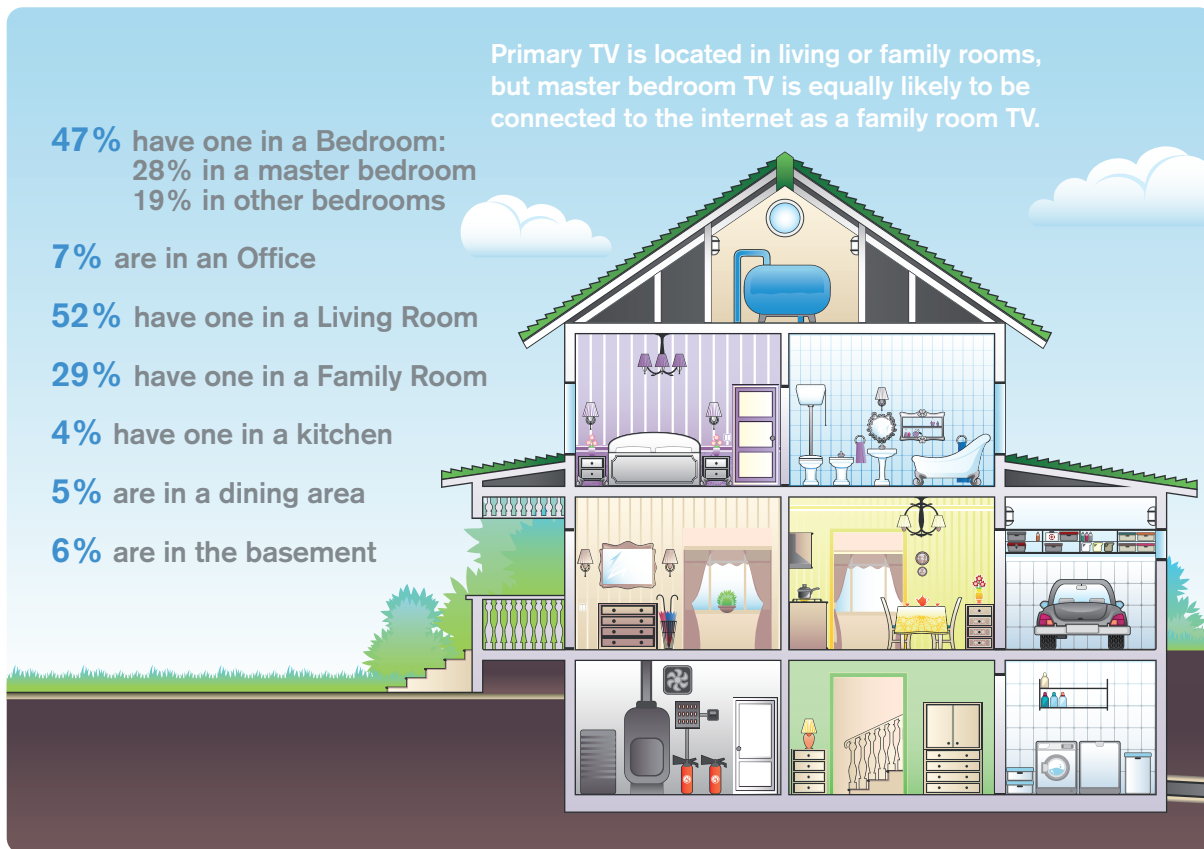 Primary TV is located in living or family rooms,
but master bedroom TV is equally likely to be
connected to the internet as a family room TV.
47% have one in a Bedroom:
28% in a master bedroom
19% in other bedrooms
7% are in an Office
52% have one in a Living Room
29% have one in a Family Room
4% have one in a kitchen
5% are in a dining area
6% are in the basement